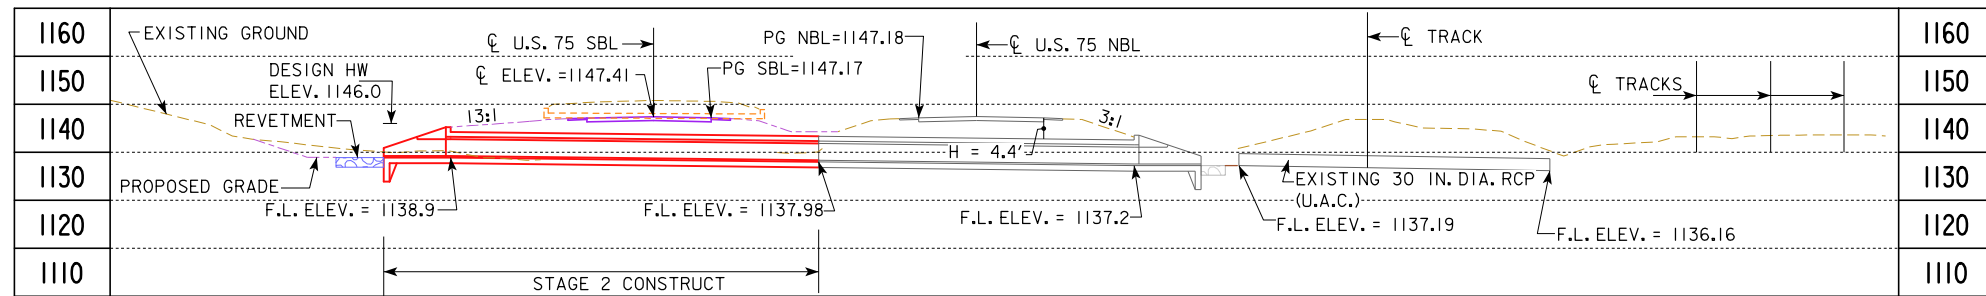 1160
EXISTING GROUND
℄ U.S. 75 SBL
PG NBL=1147.18
℄ U.S. 75 NBL
℄ TRACK
1160
1150
DESIGN HW
ELEV. 1146.0
℄ ELEV. =1147.41
PG SBL=1147.17
℄ TRACKS
1150
1140
REVETMENT
13:1
3:1
H = 4.4'
1140
1130
PROPOSED GRADE
EXISTING 30 IN. DIA. RCP
(U.A.C.)
1130
F.L. ELEV. = 1138.9
F.L. ELEV. = 1137.98
F.L. ELEV. = 1137.2
F.L. ELEV. = 1137.19
F.L. ELEV. = 1136.16
1120
1120
1110
STAGE 2 CONSTRUCT
1110